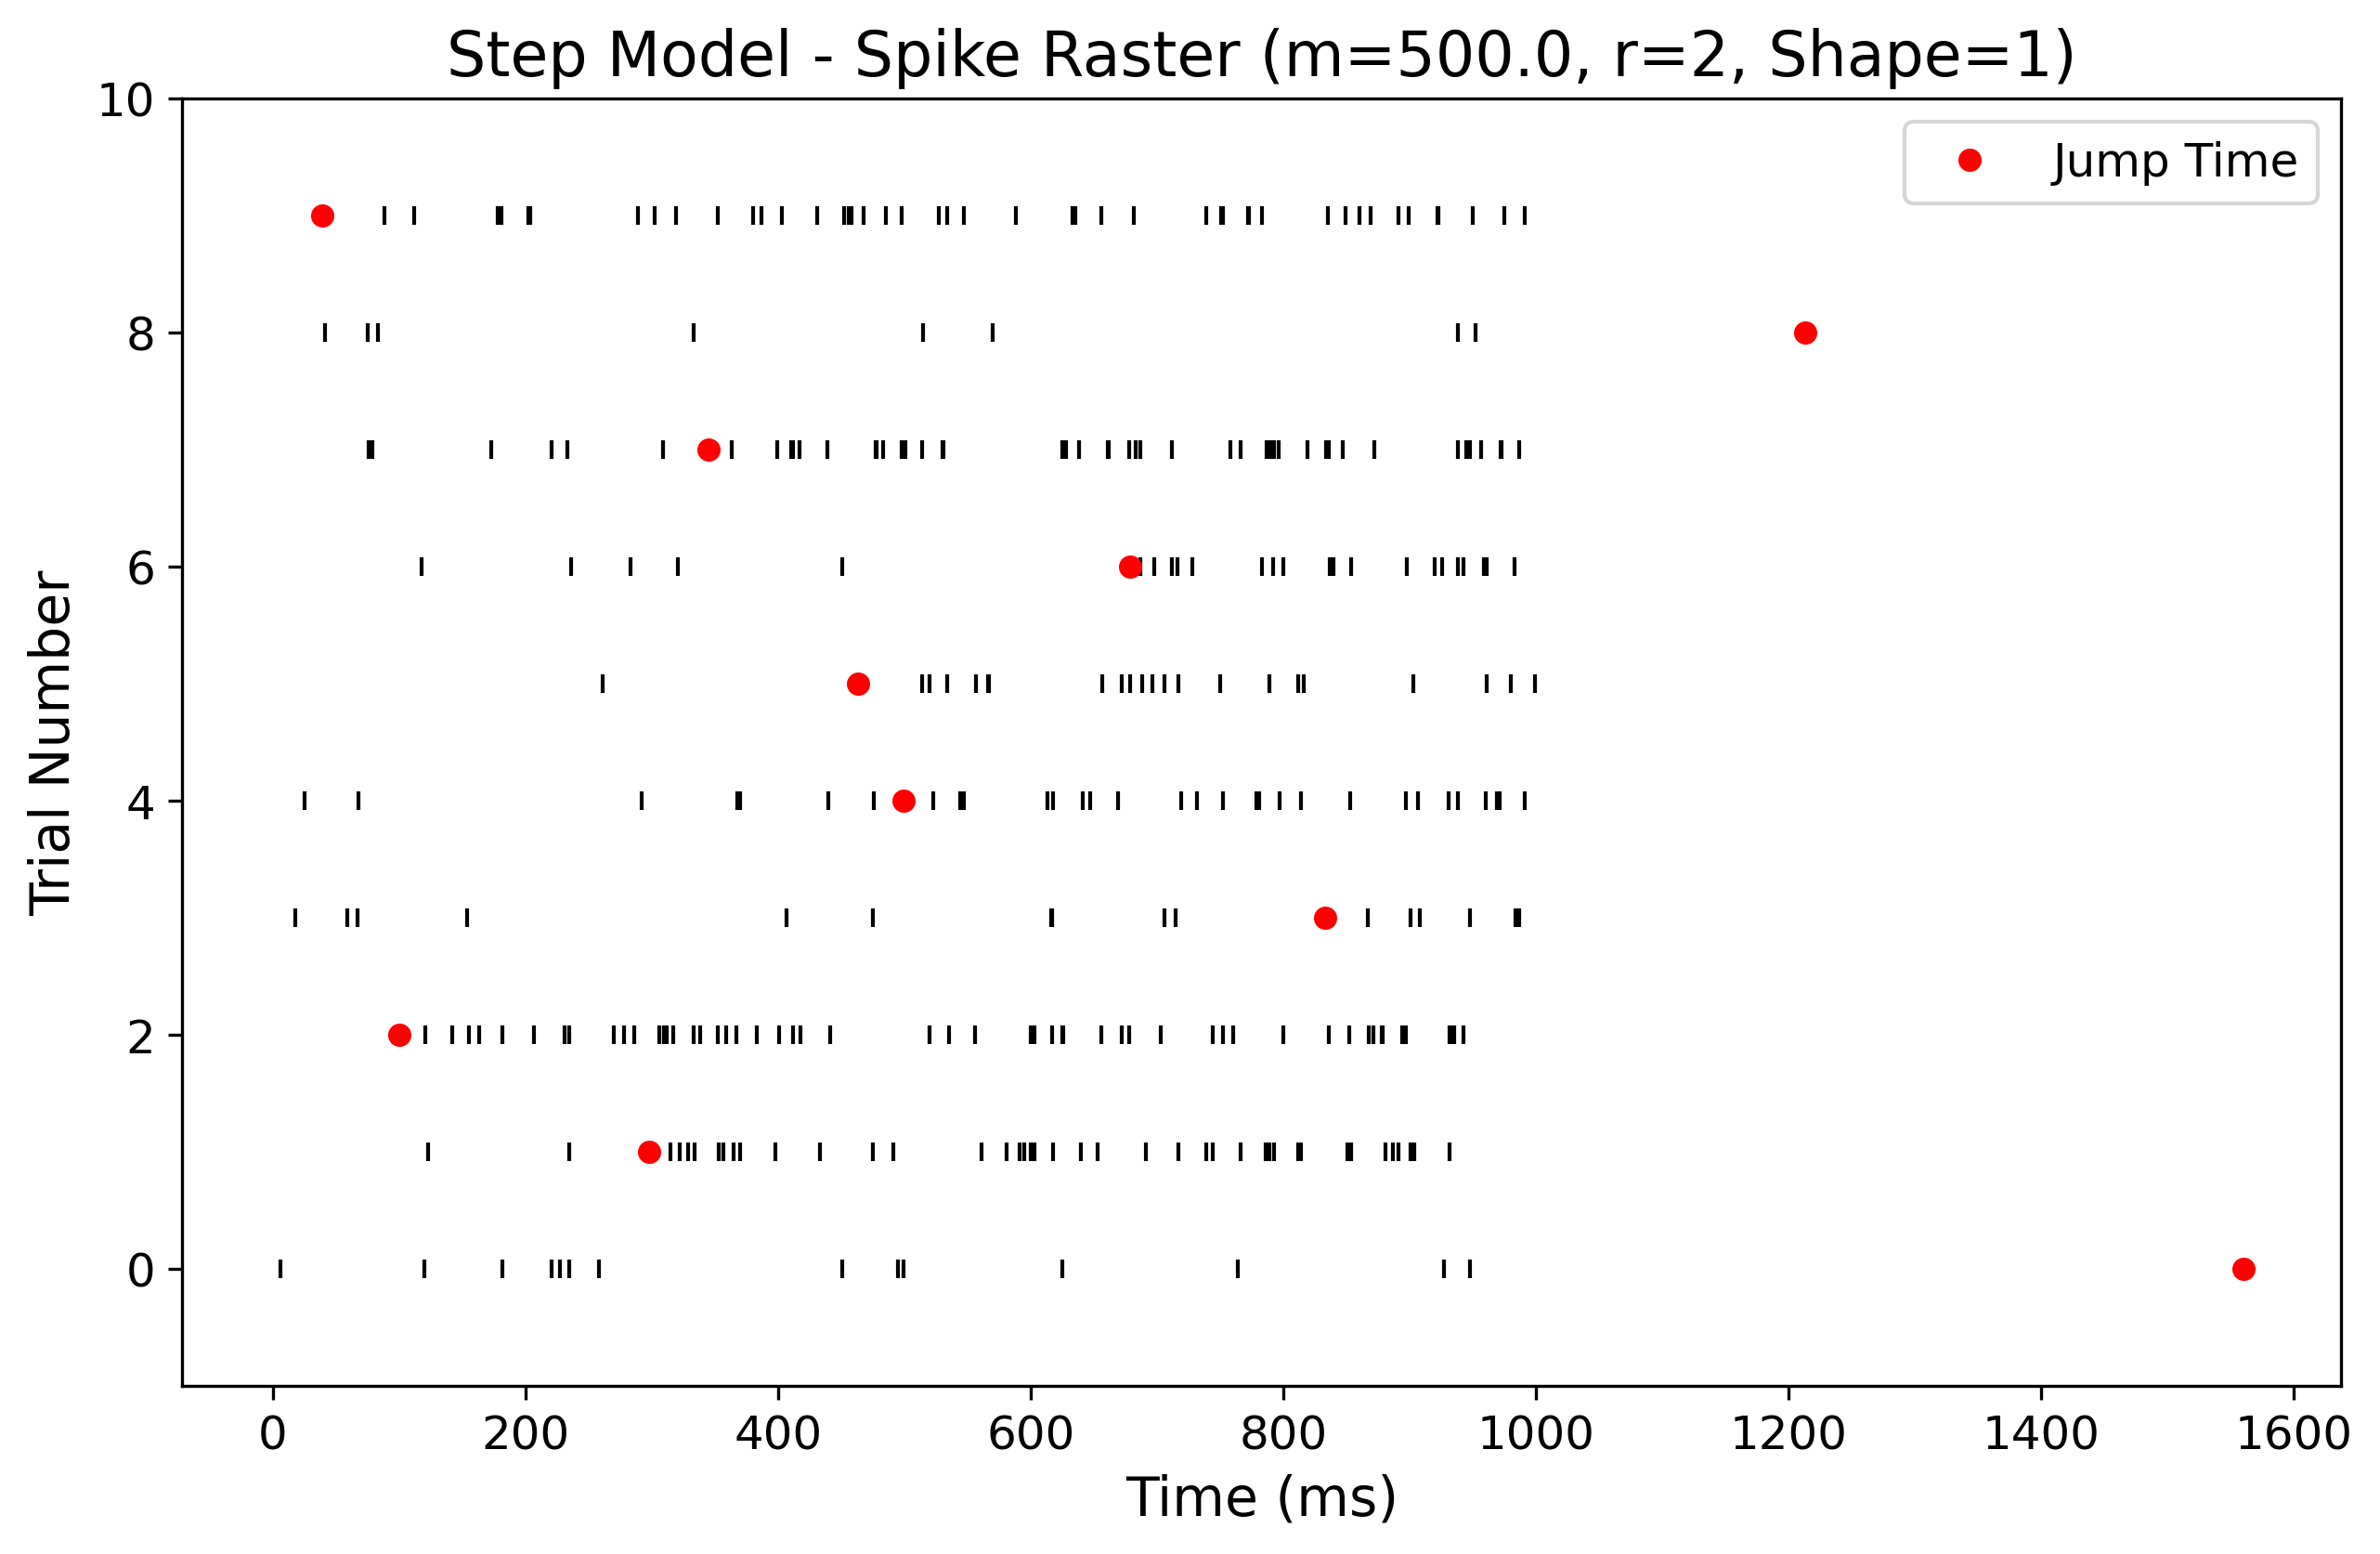 Step Model - Spike Raster (m=500.0, r=2, Shape=1)
Jump Time
Trial Number
10
8
6
4
2
0
0 200 400 600 800 1000 1200 1400 1600
Time (ms)